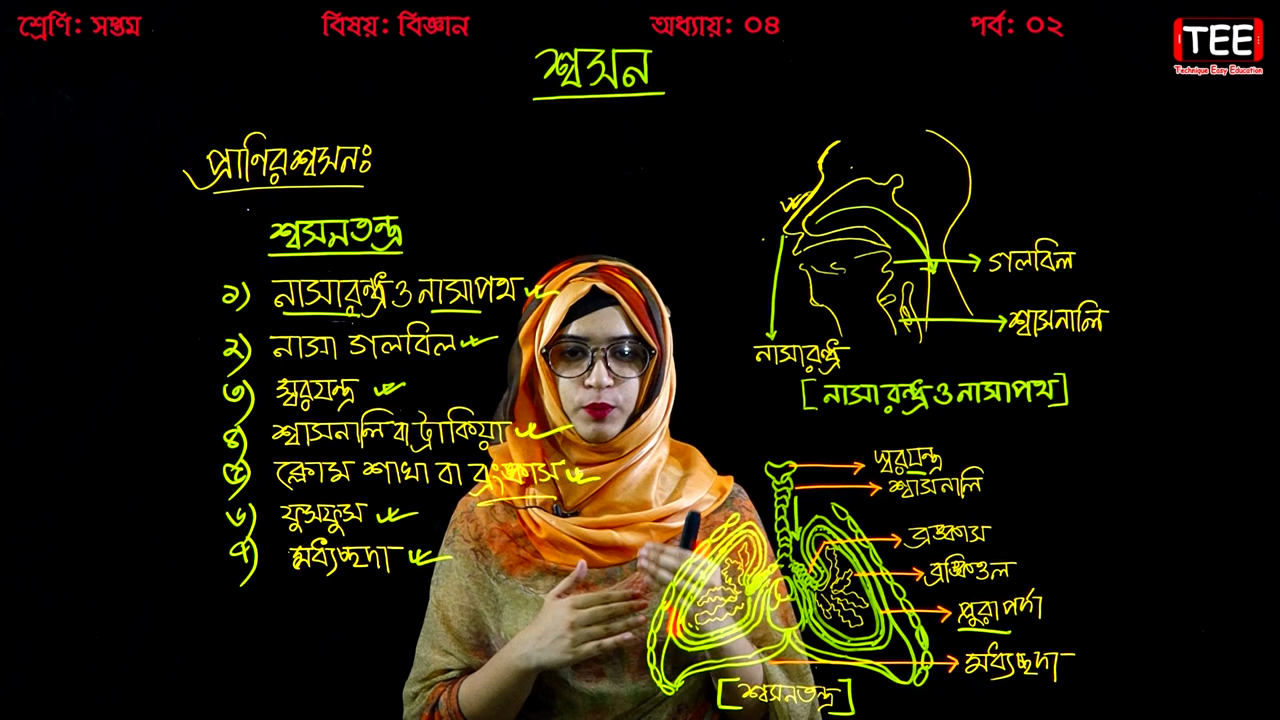 শ্রেণি: সপ্তম
বিষয়: বিজ্ঞান
অধ্যায়: ০৪
পর্ব: ০২
TEE
Technique Easy Education
শ্বসন
প্রাণির শ্বসনঃ
শ্বসনতন্ত্র
১) নাসারন্ধ্র ও নাসাপথ
২) নাসা গলবিল
৩) স্বরযন্ত্র
৪) শ্বাসনালি বা ট্রাকিয়া
৫) ক্লোম শাখা বা ব্রংঙ্কাস
৬) ফুসফুস
৭) মধ্যচ্ছদা
গলবিল
শ্বাসনালি
নাসারন্ধ্র
[নাসারন্ধ্র ও নাসাপথ]
স্বরযন্ত্র
শ্বাসনালি
ব্রঙ্কাস
ব্রঙ্কিওল
প্লুরা পর্দা
মধ্যচ্ছদা
[শ্বসনতন্ত্র]